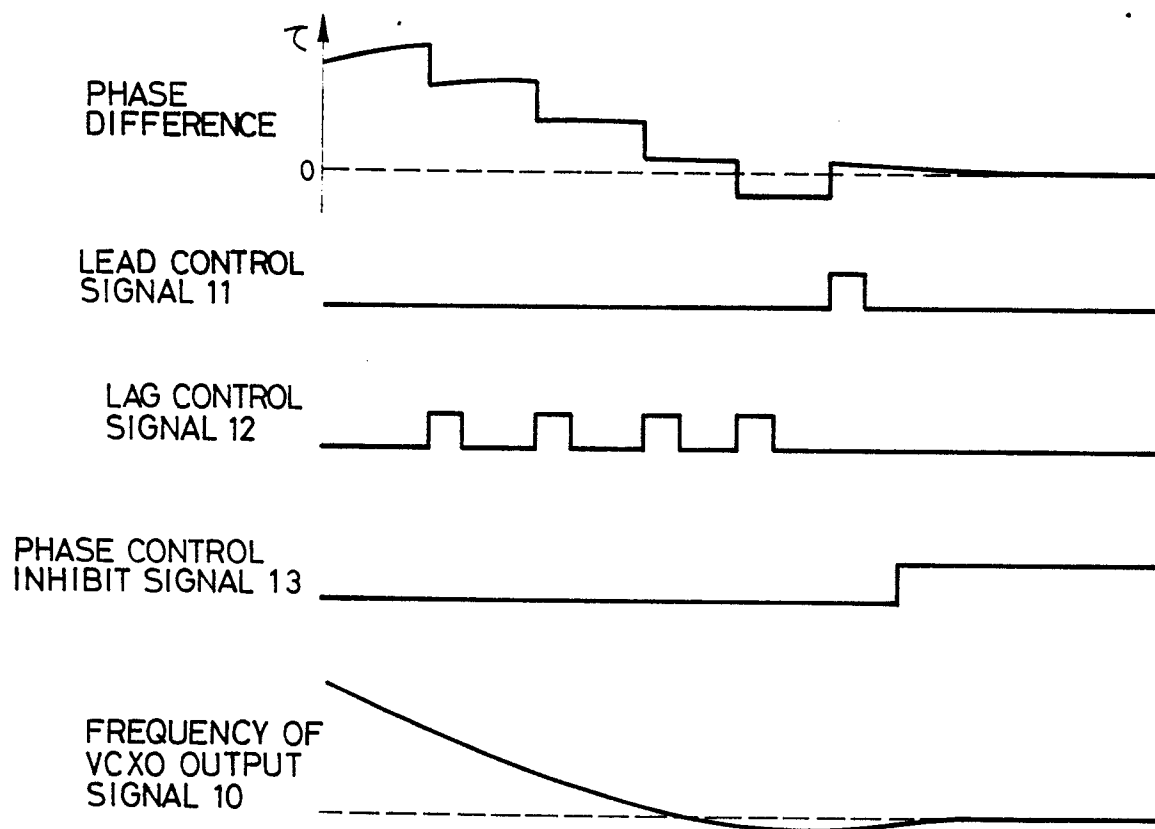 τ
PHASE
DIFFERENCE
0
LEAD CONTROL
SIGNAL 11
LAG CONTROL
SIGNAL 12
PHASE CONTROL
INHIBIT SIGNAL 13
FREQUENCY OF
VCXO OUTPUT
SIGNAL 10